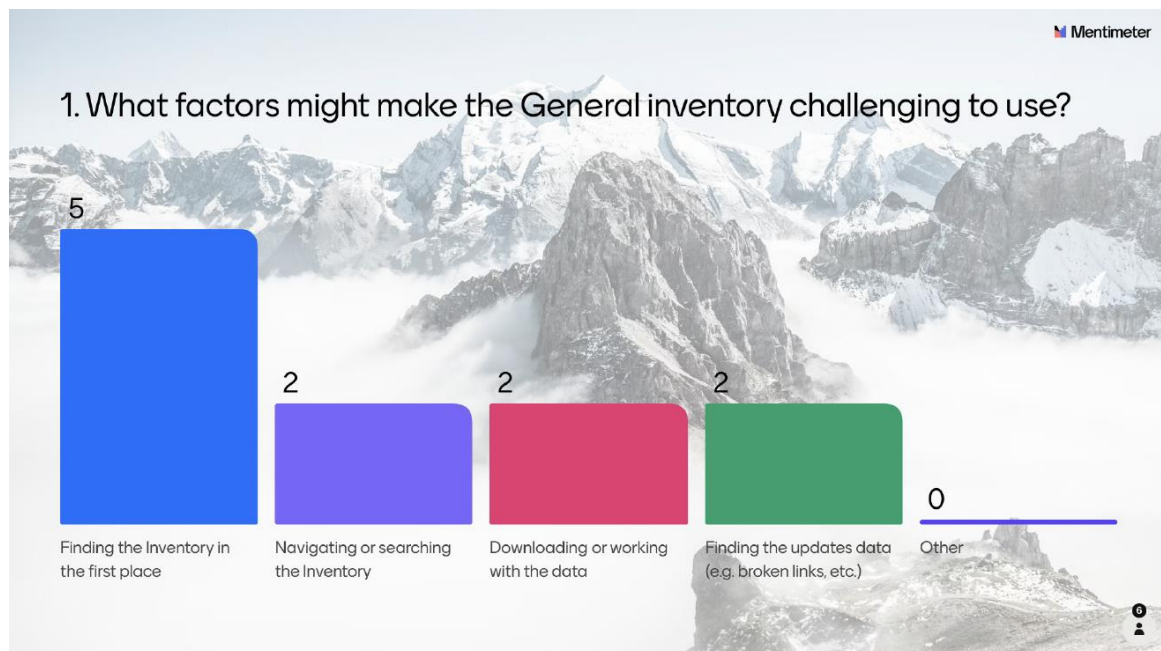 Mentimeter
1. What factors might make the General inventory challenging to use?
5
2
2
2
0
Finding the Inventory in
the first place
Navigating or searching
the Inventory
Downloading or working
with the data
Finding the updates data
(e.g. broken links, etc.)
Other
6